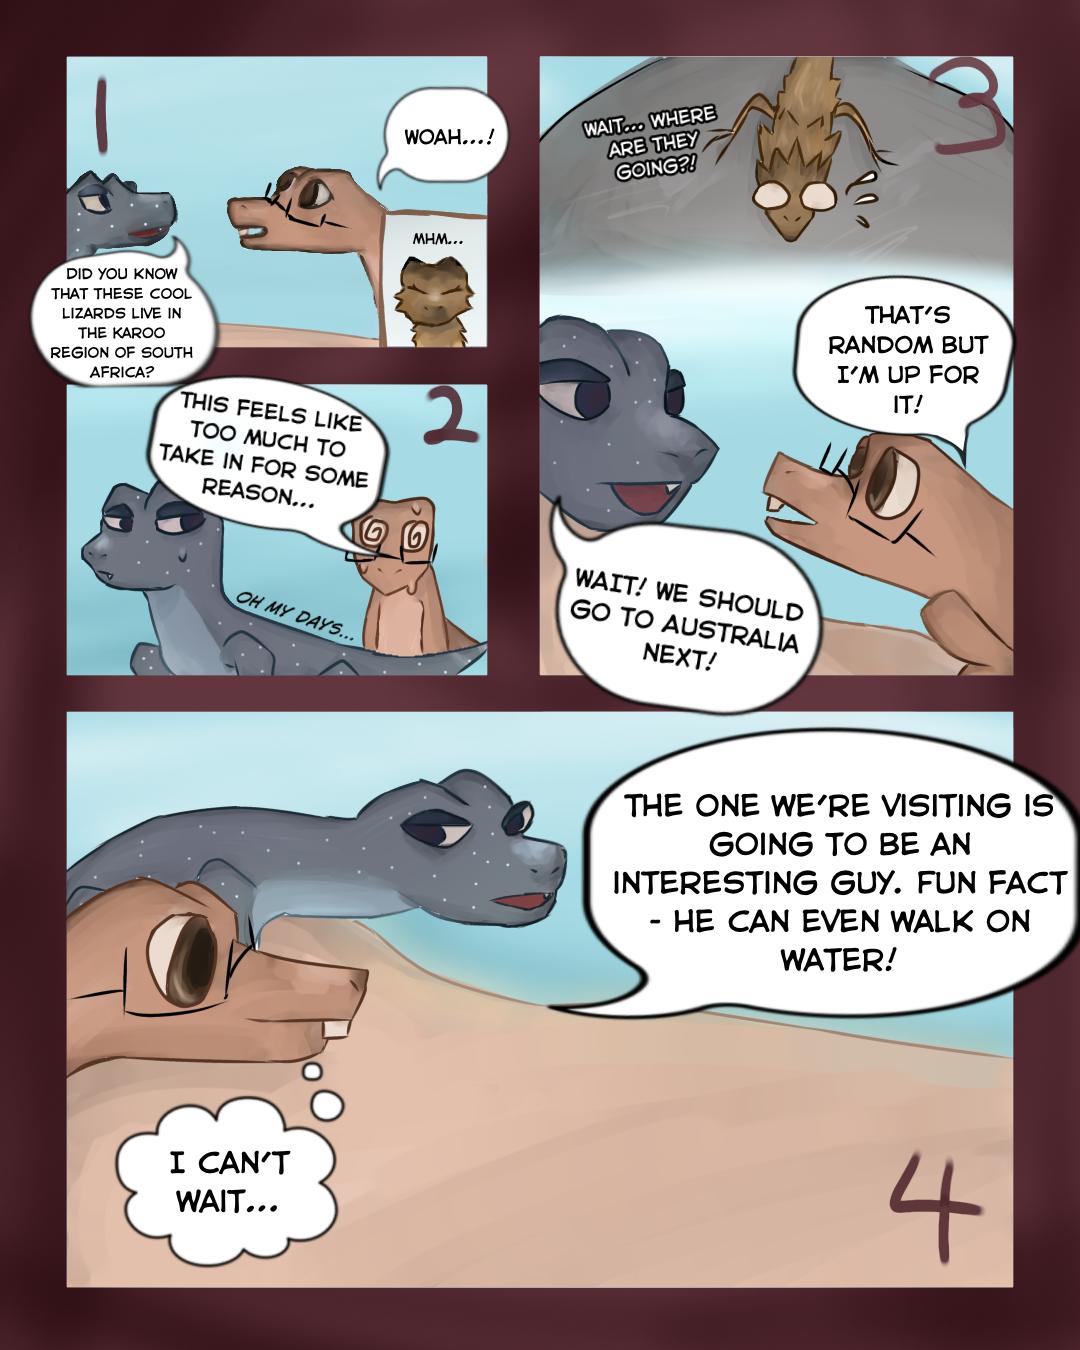 1
DID YOU KNOW
THAT THESE COOL
LIZARDS LIVE IN
THE KAROO
REGION OF SOUTH
AFRICA?
WOAH...!
MHM...
2
THIS FEELS LIKE
TOO MUCH TO
TAKE IN FOR SOME
REASON...
OH MY DAYS...
3
WAIT... WHERE
ARE THEY
GOING?!
WAIT! WE SHOULD
GO TO AUSTRALIA
NEXT!
THAT'S
RANDOM BUT
I'M UP FOR
IT!
THE ONE WE'RE VISITING IS
GOING TO BE AN
INTERESTING GUY. FUN FACT
- HE CAN EVEN WALK ON
WATER!
I CAN'T
WAIT...
4